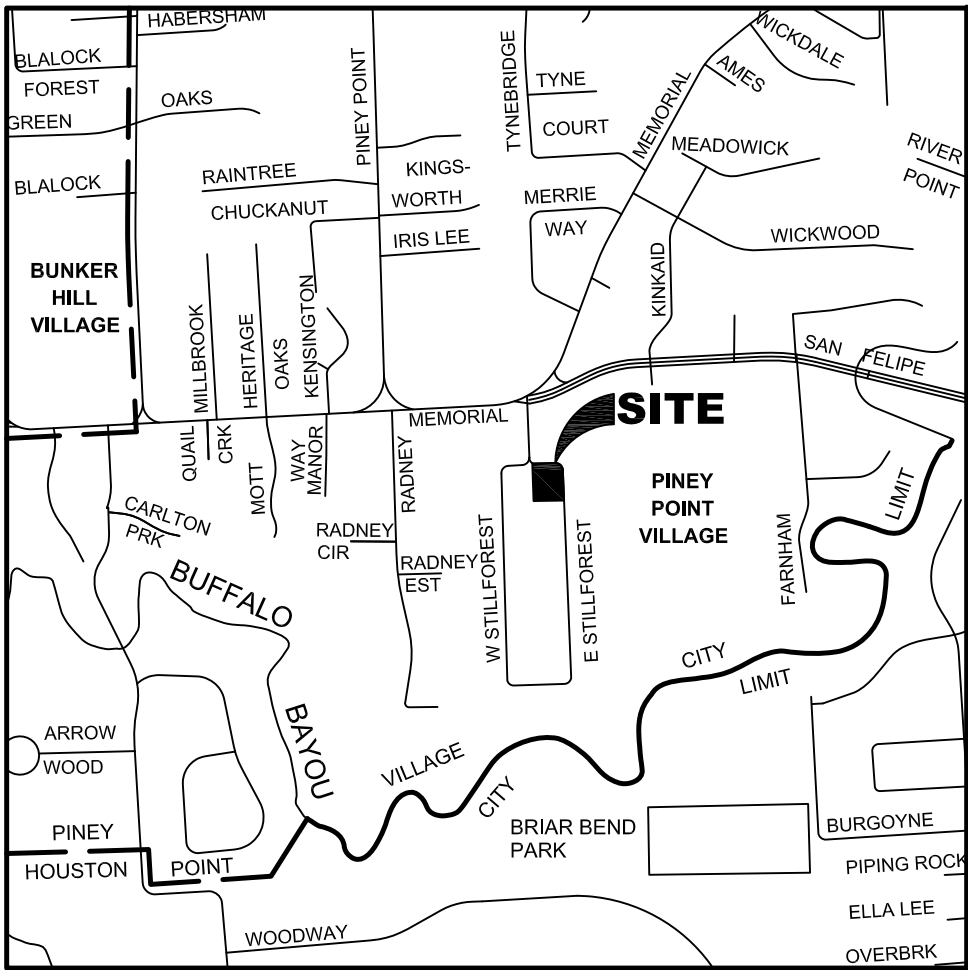 HABERSHAM
BLALOCK
FOREST
GREEN
OAKS
BLALOCK
PINEY POINT
TYNEBRIDGE
TYNE
COURT
MEMORIAL
AMES
WICKDALE
MEADOWICK
RIVER
POINT
RAINTREE
CHUCKANUT
KINGS-
WORTH
IRIS LEE
MERRIE
WAY
WICKWOOD
KINKAID
BUNKER
HILL
VILLAGE
MILLBROOK
HERITAGE
OAKS
KENSINGTON
SAN FELIPE
MEMORIAL
SITE
QUAIL
CRK
MOTT
WAY
MANOR
RADNEY
PINEY
POINT
VILLAGE
LIMIT
CARLTON
PRK
RADNEY
CIR
RADNEY
EST
W STILLFOREST
E STILLFOREST
FARNHAM
BUFFALO
BAYOU
CITY
LIMIT
ARROW
WOOD
VILLAGE
CITY
PINEY
HOUSTON
POINT
BRIAR BEND
PARK
BURGOYNE
PIPING ROCK
ELLA LEE
OVERBRK
WOODWAY